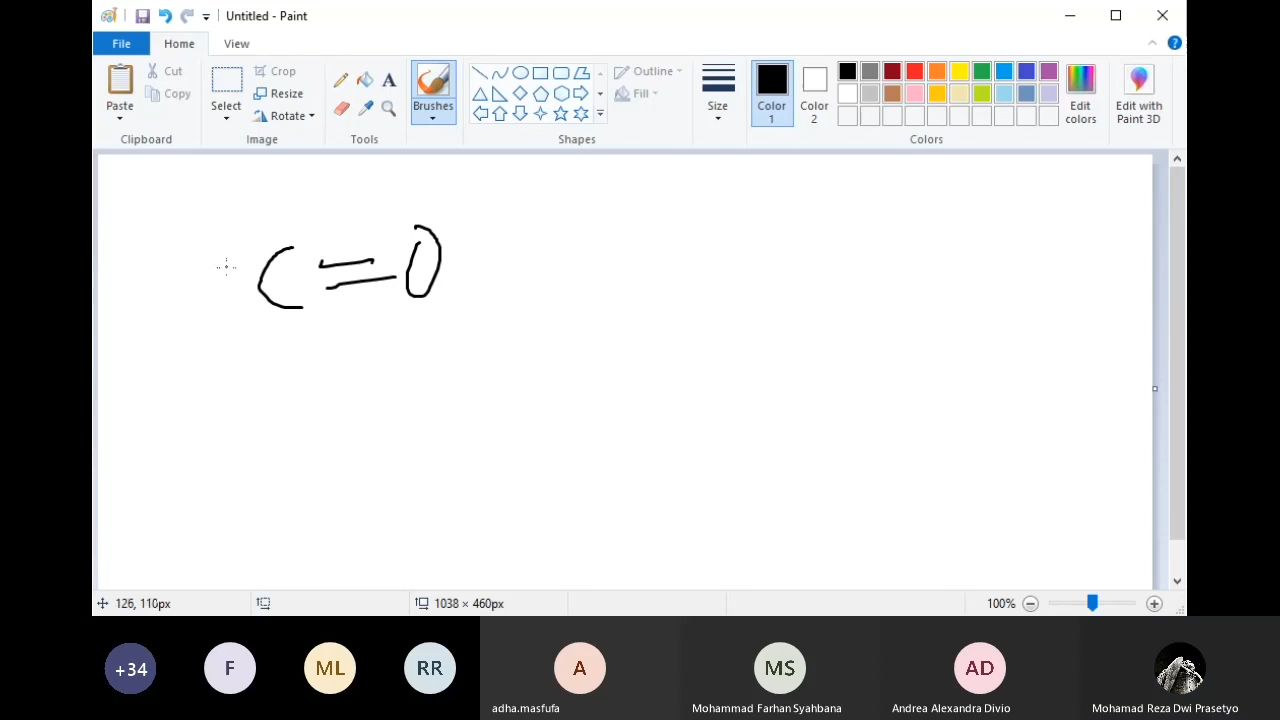 Untitled - Paint
File Home View
Paste
Cut
Copy
Clipboard
Select
Crop
Resize
Rotate
Image
A
Tools
Brushes
Shapes
Outline
Fill
Size
Color 1
Color 2
Colors
Edit colors
Edit with Paint 3D
?
C = O
126, 110px
1038 × 460px
100%
+34 F ML RR A MS AD
adha.masfufa Mohammad Farhan Syahbana Andrea Alexandra Divio Mohamad Reza Dwi Prasetyo